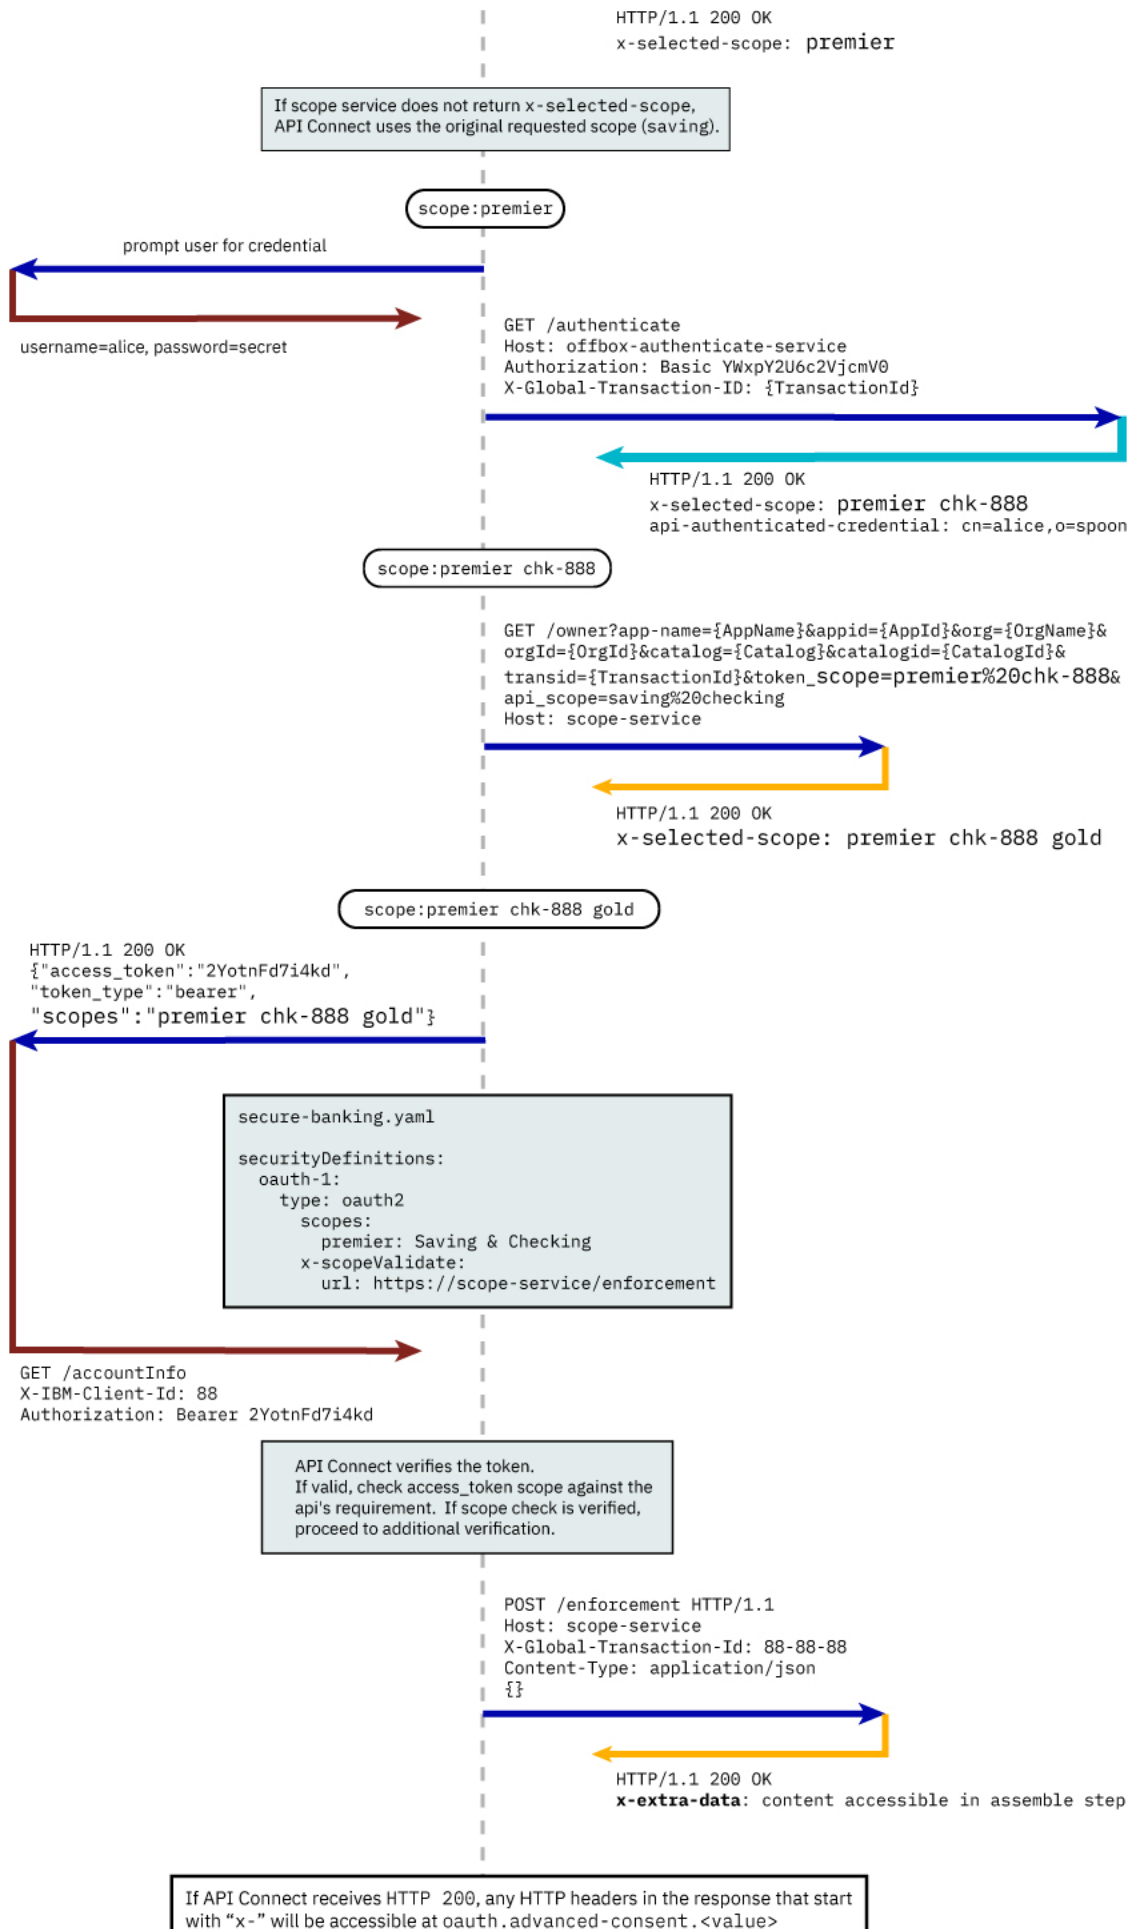 HTTP/1.1 200 OK
x-selected-scope: premier
If scope service does not return x-selected-scope,
API Connect uses the original requested scope (saving).
scope:premier
prompt user for credential
username=alice, password=secret
GET /authenticate
Host: offbox-authenticate-service
Authorization: Basic YWxpY2U6c2VjcmV0
X-Global-Transaction-ID: {TransactionId}
HTTP/1.1 200 OK
x-selected-scope: premier chk-888
api-authenticated-credential: cn=alice,o=spoon
scope:premier chk-888
GET /owner?app-name={AppName}&appid={AppId}&org={OrgName}&
orgId={OrgId}&catalog={Catalog}&catalogid={CatalogId}&
transid={TransactionId}&token_scope=premier%20chk-888&
api_scope=saving%20checking
Host: scope-service
HTTP/1.1 200 OK
x-selected-scope: premier chk-888 gold
scope:premier chk-888 gold
HTTP/1.1 200 OK
{"access_token":"2YotnFd7i4kd",
"token_type":"bearer",
"scopes":"premier chk-888 gold"}
secure-banking.yaml
securityDefinitions:
oauth-1:
type: oauth2
scopes:
premier: Saving & Checking
x-scopeValidate:
url: https://scope-service/enforcement
GET /accountInfo
X-IBM-Client-Id: 88
Authorization: Bearer 2YotnFd7i4kd
API Connect verifies the token.
If valid, check access_token scope against the
api's requirement. If scope check is verified,
proceed to additional verification.
POST /enforcement HTTP/1.1
Host: scope-service
X-Global-Transaction-Id: 88-88-88
Content-Type: application/json
{}
HTTP/1.1 200 OK
x-extra-data: content accessible in assemble step
If API Connect receives HTTP 200, any HTTP headers in the response that start
with “x-” will be accessible at oauth.advanced-consent.<value>